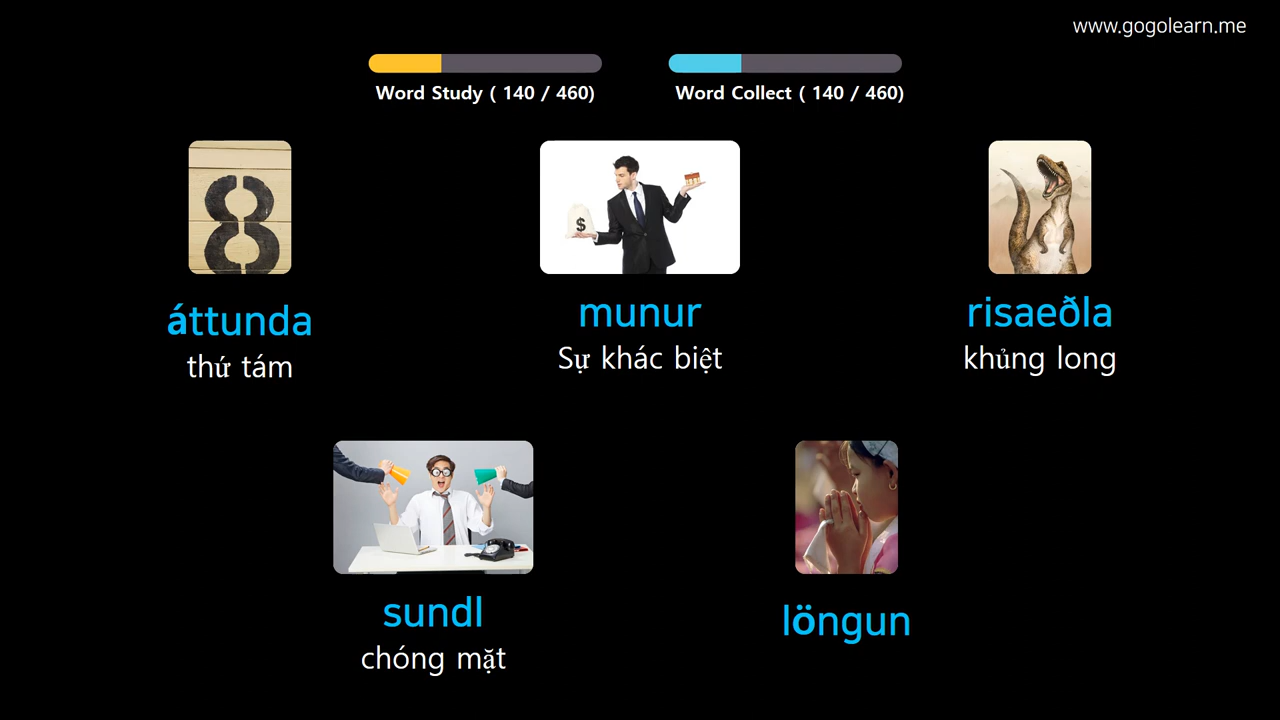 www.gogolearn.me
Word Study ( 140 / 460)
Word Collect ( 140 / 460)
8
$
áttunda
thứ tám
munur
Sự khác biệt
risaeðla
khủng long
sundl
chóng mặt
löngun